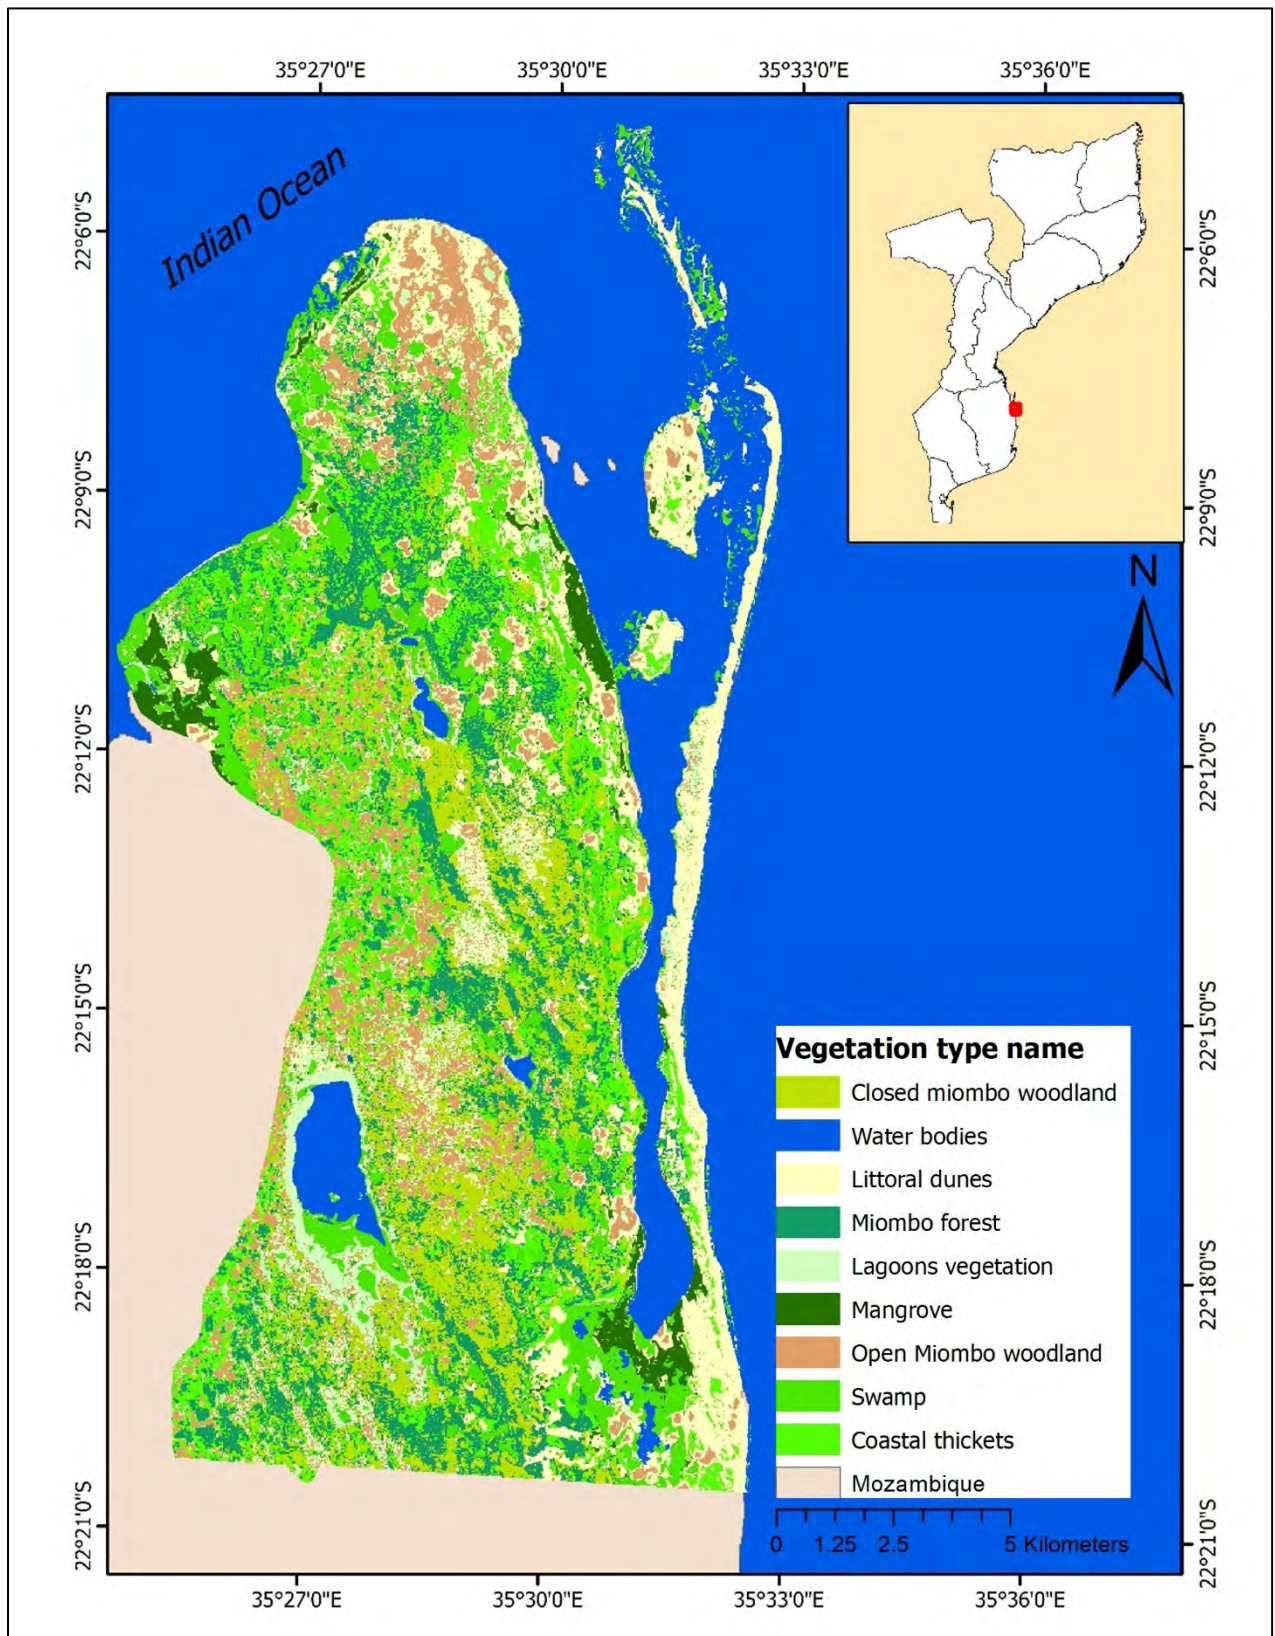 35°27'0"E 35°30'0"E 35°33'0"E 35°36'0"E
Indian Ocean
22°6'0"S
22°9'0"S
22°12'0"S
22°15'0"S
22°18'0"S
22°21'0"S
22°6'0"S
22°9'0"S
22°12'0"S
22°15'0"S
22°18'0"S
22°21'0"S
N
Vegetation type name
Closed miombo woodland
Water bodies
Littoral dunes
Miombo forest
Lagoons vegetation
Mangrove
Open Miombo woodland
Swamp
Coastal thickets
Mozambique
0 1.25 2.5 5 Kilometers
35°27'0"E 35°30'0"E 35°33'0"E 35°36'0"E